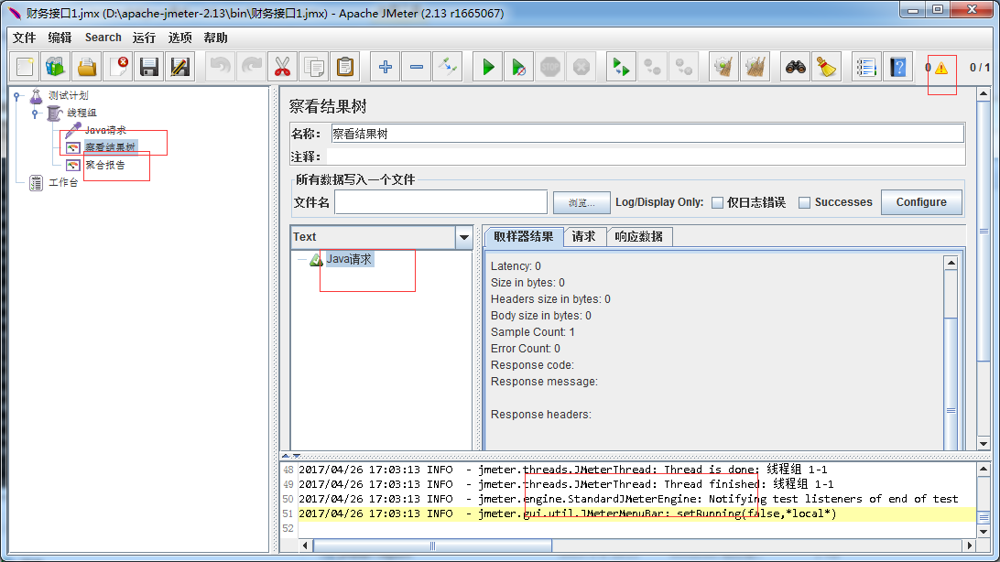 财务接口1.jmx (D:\apache-jmeter-2.13\bin\财务接口1.jmx) - Apache JMeter (2.13 r1665067)
文件 编辑 Search 运行 选项 帮助
STOP
0 0 / 1
测试计划
线程组
Java请求
察看结果树
聚合报告
工作台
察看结果树
名称: 察看结果树
注释:
所有数据写入一个文件
文件名 浏览... Log/Display Only: 仅日志错误 Successes Configure
Text
Java请求
取样器结果 请求 响应数据
Latency: 0
Size in bytes: 0
Headers size in bytes: 0
Body size in bytes: 0
Sample Count: 1
Error Count: 0
Response code:
Response message:
Response headers:
48 2017/04/26 17:03:13 INFO  - jmeter.threads.JMeterThread: Thread is done: 线程组 1-1
49 2017/04/26 17:03:13 INFO  - jmeter.threads.JMeterThread: Thread finished: 线程组 1-1
50 2017/04/26 17:03:13 INFO  - jmeter.engine.StandardJMeterEngine: Notifying test listeners of end of test
51 2017/04/26 17:03:13 INFO  - jmeter.gui.util.JMeterMenuBar: setRunning(false,*local*)
52